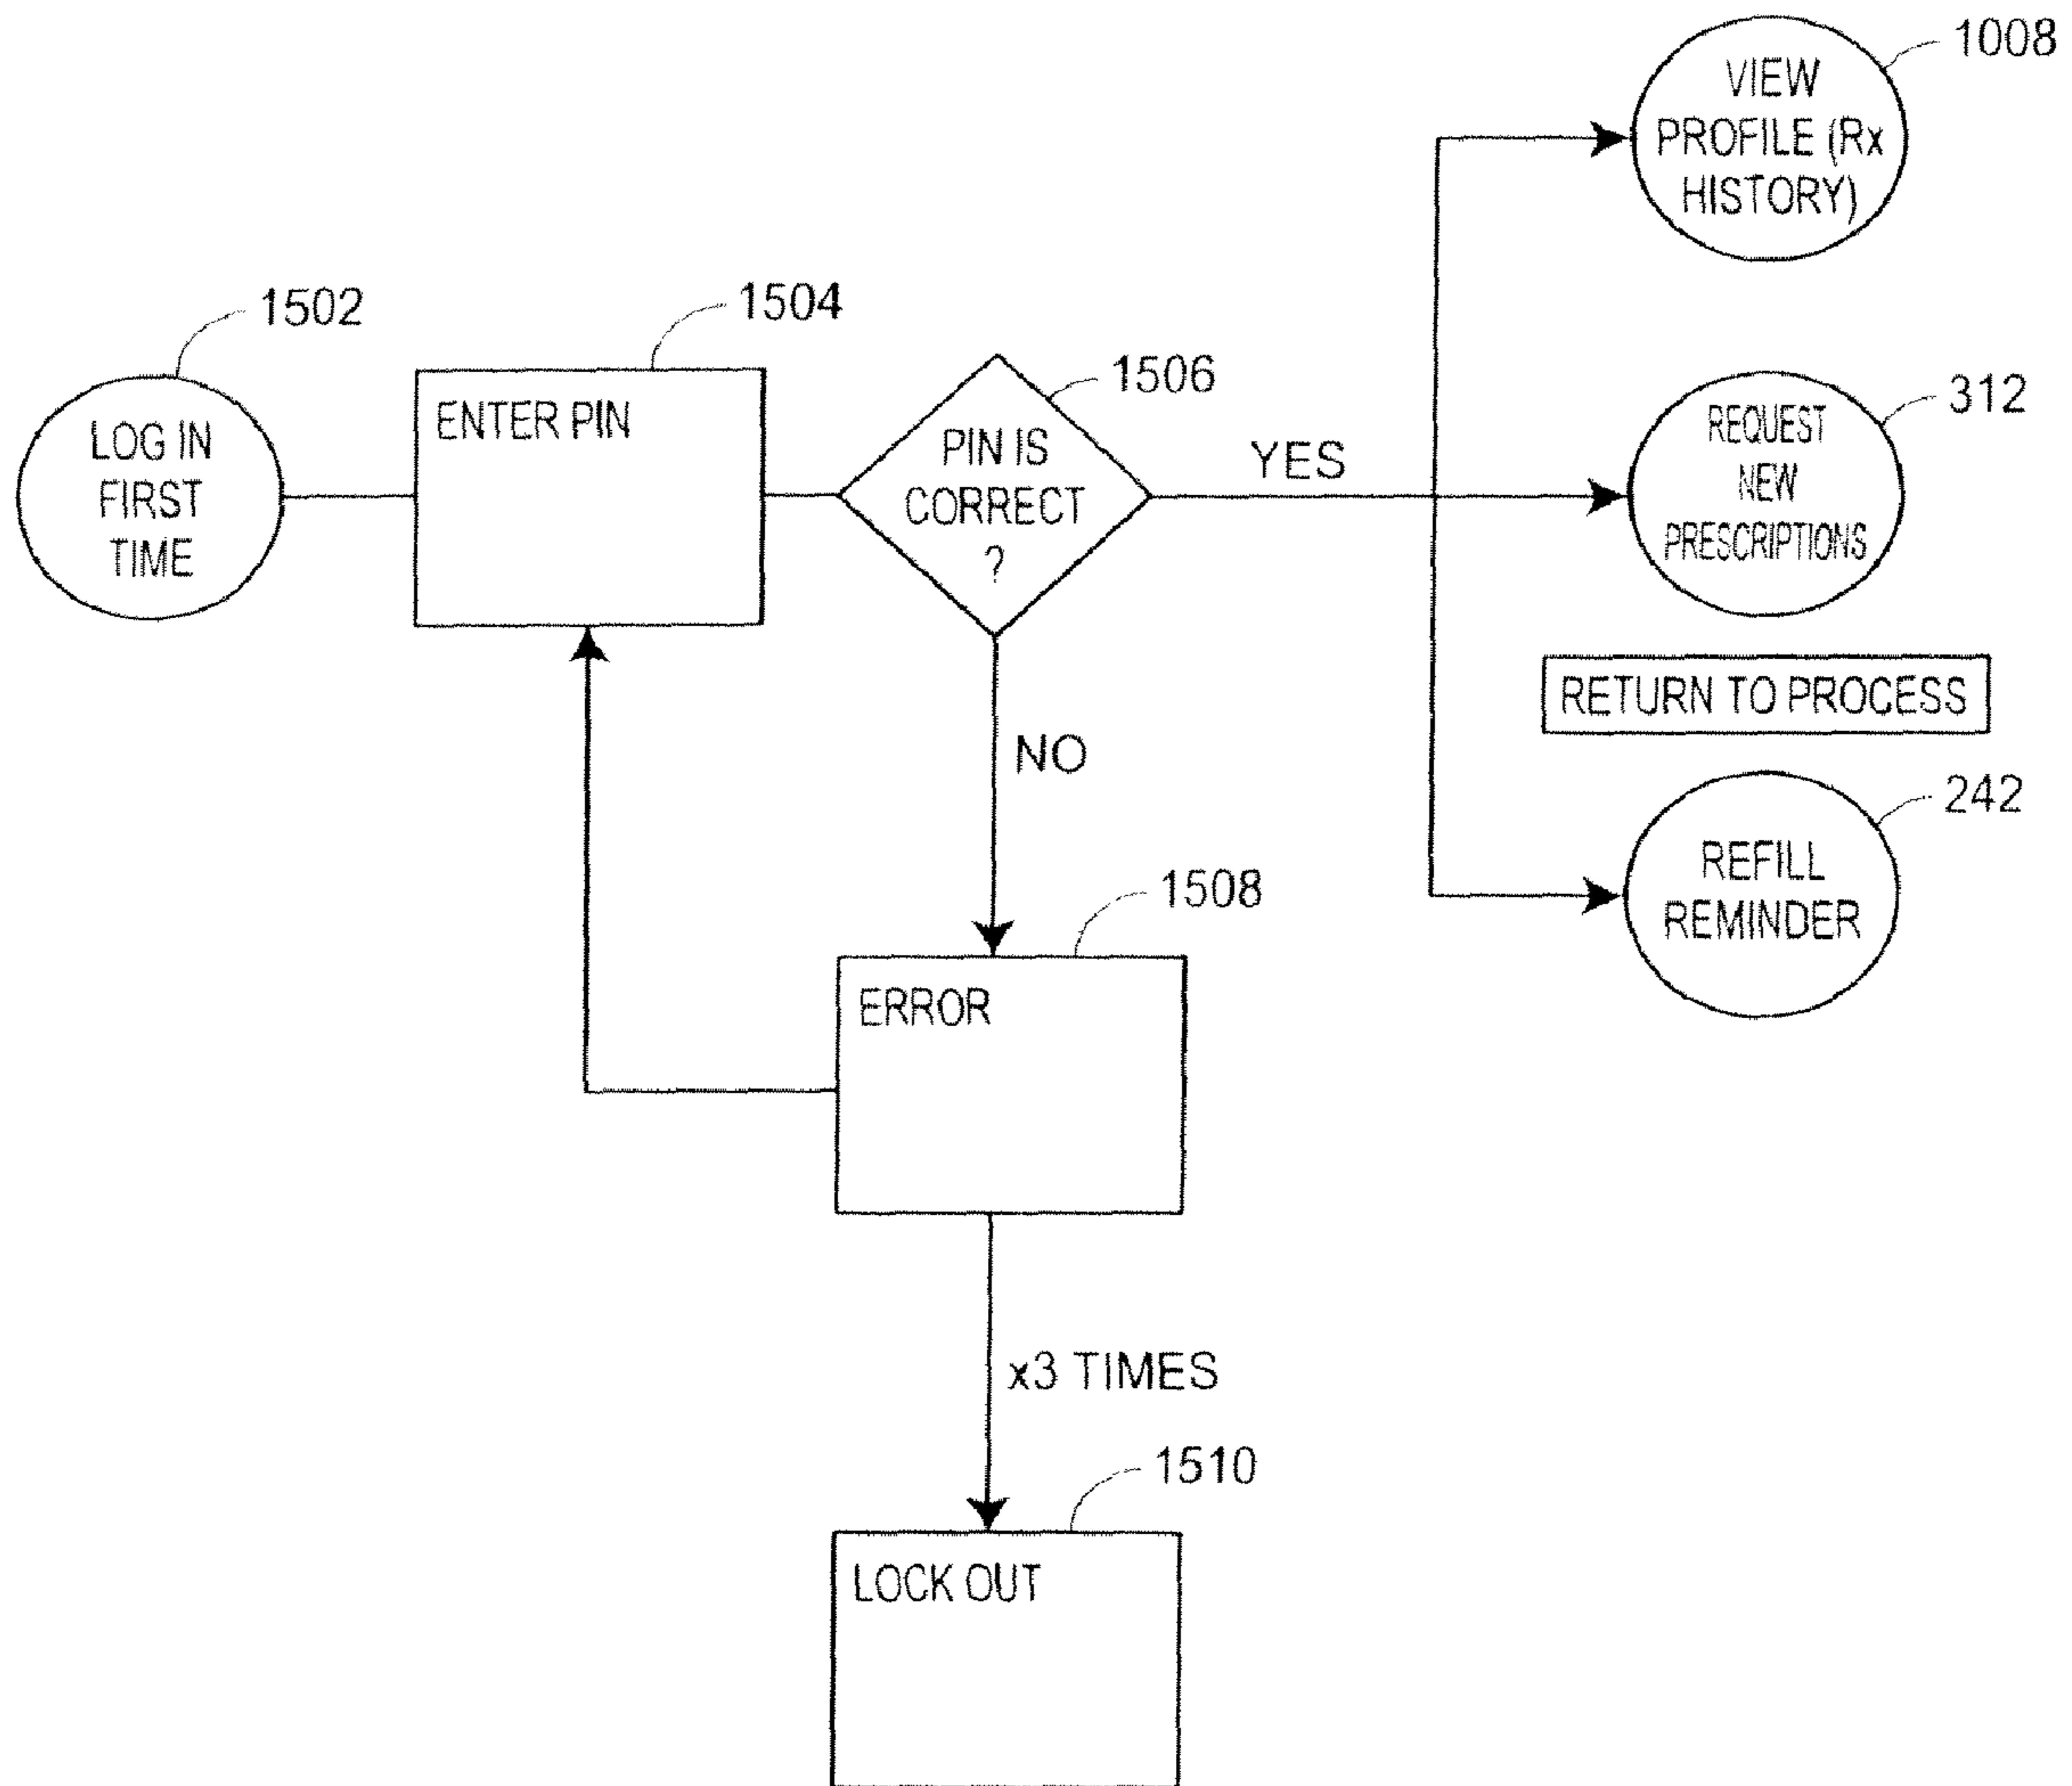 1502
LOG IN
FIRST
TIME
1504
ENTER PIN
1506
PIN IS
CORRECT
?
YES
NO
1508
ERROR
x3 TIMES
1510
LOCK OUT
1008
VIEW
PROFILE (Rx
HISTORY)
312
REQUEST
NEW
PRESCRIPTIONS
RETURN TO PROCESS
242
REFILL
REMINDER